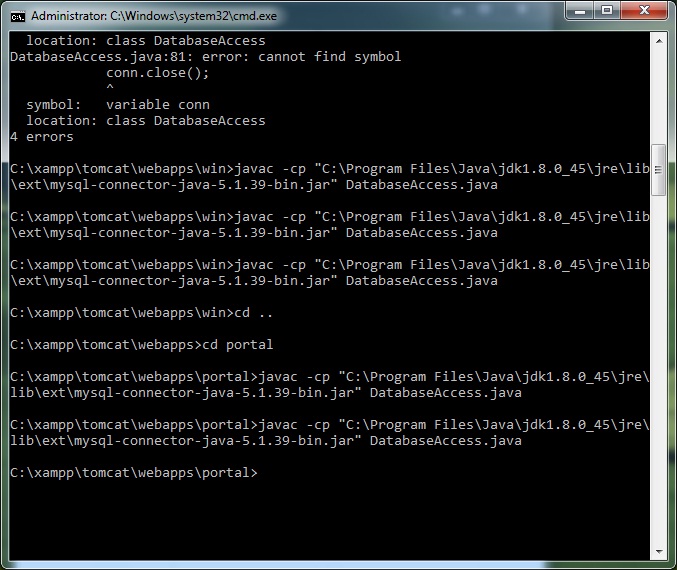 Administrator: C:\Windows\system32\cmd.exe
location: class DatabaseAccess
DatabaseAccess.java:81: error: cannot find symbol
conn.close();
^
symbol:   variable conn
location: class DatabaseAccess
4 errors
C:\xampp\tomcat\webapps\win>javac -cp "C:\Program Files\Java\jdk1.8.0_45\jre\lib
\ext\mysql-connector-java-5.1.39-bin.jar" DatabaseAccess.java
C:\xampp\tomcat\webapps\win>javac -cp "C:\Program Files\Java\jdk1.8.0_45\jre\lib
\ext\mysql-connector-java-5.1.39-bin.jar" DatabaseAccess.java
C:\xampp\tomcat\webapps\win>javac -cp "C:\Program Files\Java\jdk1.8.0_45\jre\lib
\ext\mysql-connector-java-5.1.39-bin.jar" DatabaseAccess.java
C:\xampp\tomcat\webapps\win>cd ..
C:\xampp\tomcat\webapps>cd portal
C:\xampp\tomcat\webapps\portal>javac -cp "C:\Program Files\Java\jdk1.8.0_45\jre\
lib\ext\mysql-connector-java-5.1.39-bin.jar" DatabaseAccess.java
C:\xampp\tomcat\webapps\portal>javac -cp "C:\Program Files\Java\jdk1.8.0_45\jre\
lib\ext\mysql-connector-java-5.1.39-bin.jar" DatabaseAccess.java
C:\xampp\tomcat\webapps\portal>